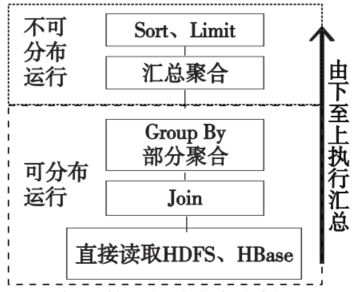 不可
分布
运行
Sort、Limit
汇总聚合
可分布
运行
Group By
部分聚合
Join
直接读取HDFS、HBase
由下至上执行汇总